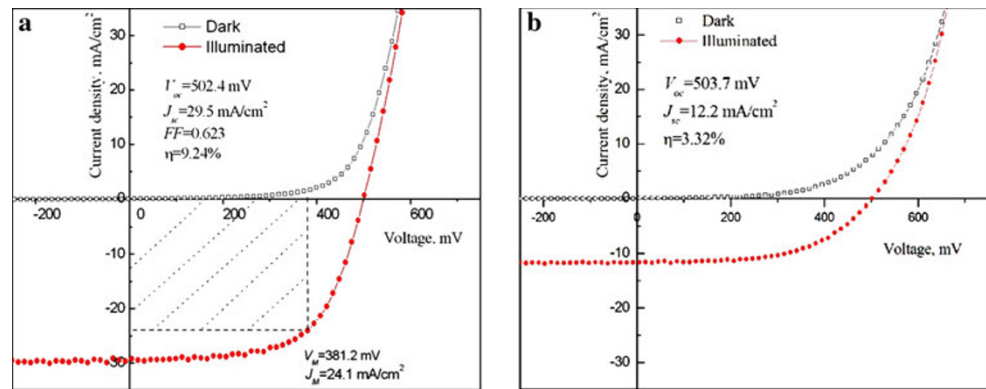 a
Current density, mA/cm²
Dark
Illuminated
V_oc=502.4 mV
J_sc=29.5 mA/cm²
FF=0.623
η=9.24%
30
20
10
0
-10
-20
-30
-200
0
200
400
600
Voltage, mV
V_M=381.2 mV
J_M=24.1 mA/cm²
b
Current density, mA/cm²
Dark
Illuminated
V_oc=503.7 mV
J_sc=12.2 mA/cm²
η=3.32%
30
20
10
0
-10
-20
-30
-200
0
200
400
600
Voltage, mV